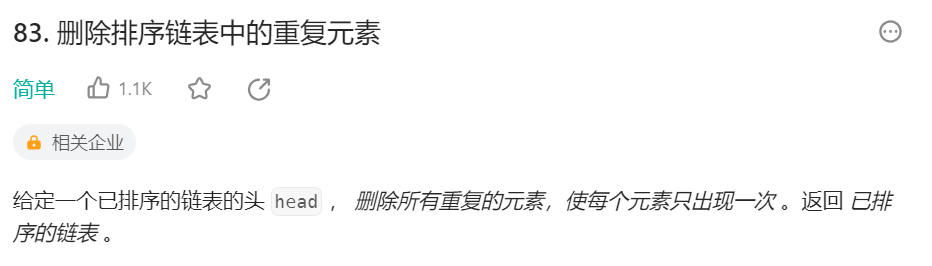 83. 删除排序链表中的重复元素
简单 1.1K
相关企业
给定一个已排序的链表的头 head ， 删除所有重复的元素，使每个元素只出现一次 。返回 已排
序的链表 。